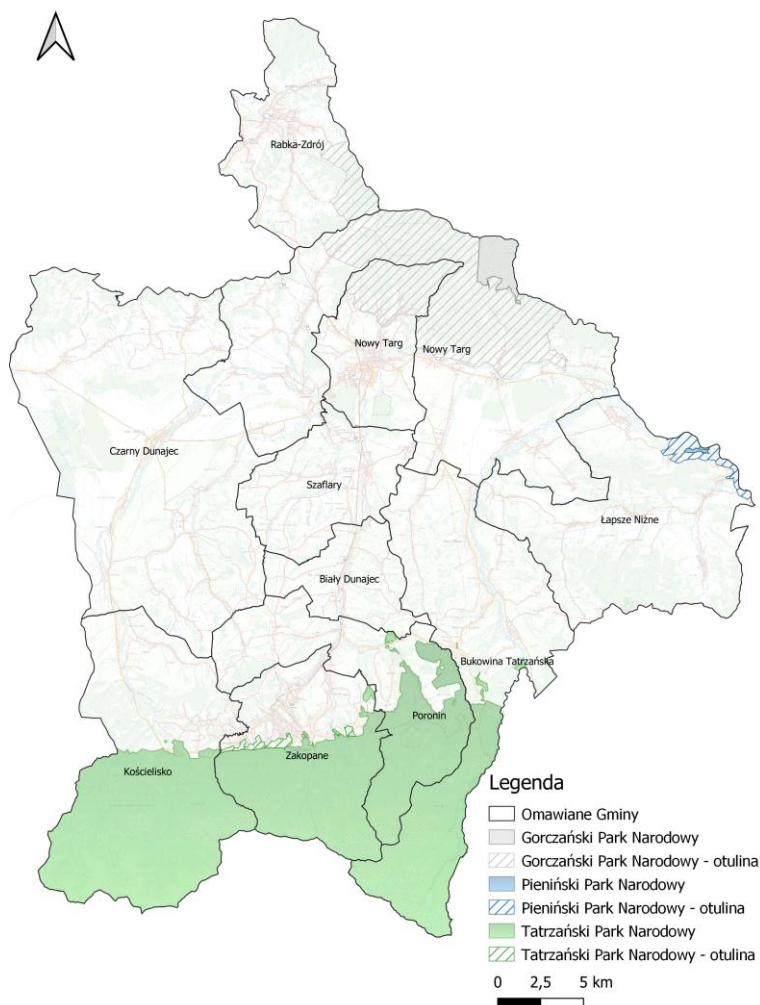 Rabka-Zdrój
Nowy Targ
Nowy Targ
Czarny Dunajec
Szaflary
Łapsze Niżne
Biały Dunajec
Bukowina Tatrzańska
Poronin
Zakopane
Kościelisko
Legenda
Omawiane Gminy
Gorczański Park Narodowy
Gorczański Park Narodowy - otulina
Pieniński Park Narodowy
Pieniński Park Narodowy - otulina
Tatrzański Park Narodowy
Tatrzański Park Narodowy - otulina
0 2,5 5 km